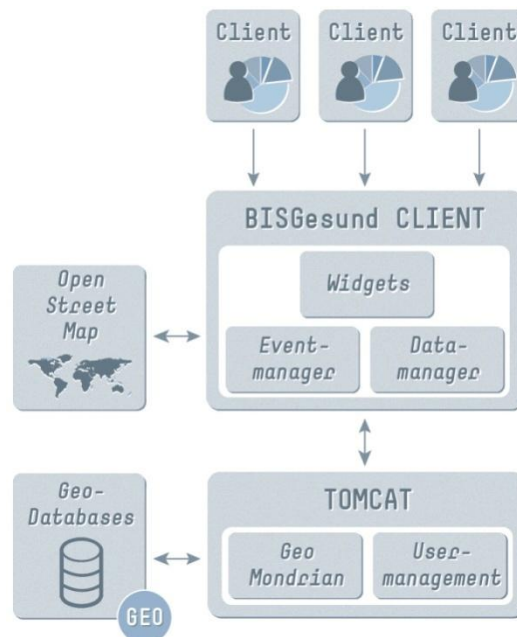 Client
Client
Client
BISGesund CLIENT
Widgets
Event-
manager
Data-
manager
Open
Street
Map
TOMCAT
Geo
Mondrian
User-
management
Geo-
Databases
GEO